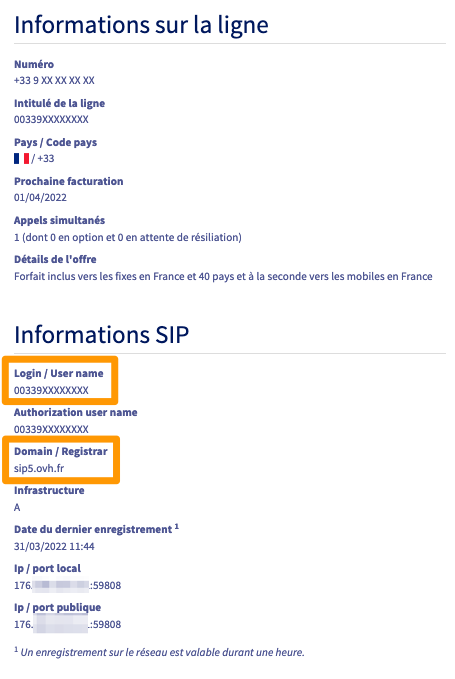 Informations sur la ligne
Numéro
+33 9 XX XX XX XX
Intitulé de la ligne
00339XXXXXXXX
Pays / Code pays
/ +33
Prochaine facturation
01/04/2022
Appels simultanés
1 (dont 0 en option et 0 en attente de résiliation)
Détails de l'offre
Forfait inclus vers les fixes en France et 40 pays et à la seconde vers les mobiles en France
Informations SIP
Login / User name
00339XXXXXXXX
Authorization user name
00339XXXXXXXX
Domain / Registrar
sip5.ovh.fr
Infrastructure
A
Date du dernier enregistrement ¹
31/03/2022 11:44
Ip / port local
176. :59808
Ip / port publique
176. :59808
¹ Un enregistrement sur le réseau est valable durant une heure.